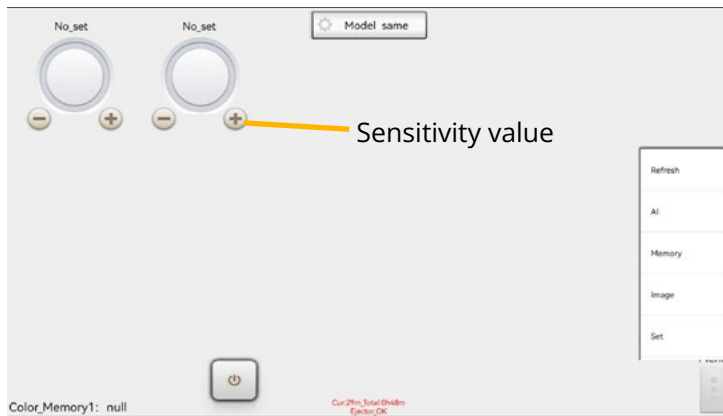 No_set
No_set
Model same
Sensitivity value
Refresh
AI
Memory
Image
Set
Color_Memory1: null
Cur:29m_Total:0h48m
Ejector_OK